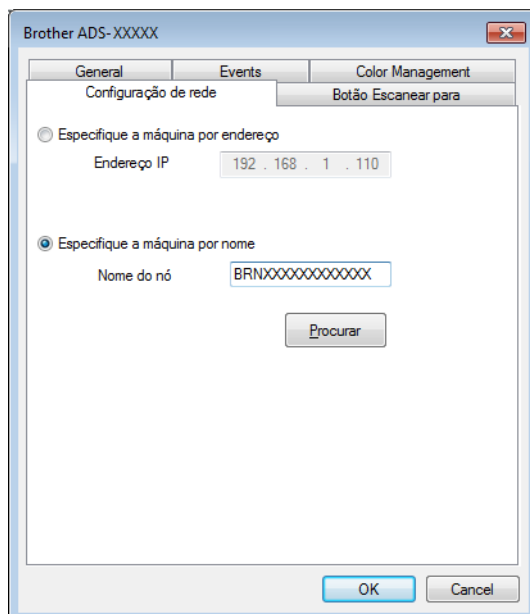 Brother ADS-XXXXX
General Events Color Management
Configuração de rede Botão Escanear para
Especifique a máquina por endereço
Endereço IP 192 . 168 . 1 . 110
Especifique a máquina por nome
Nome do nó BRNXXXXXXXXXXXX
Procurar
OK Cancel